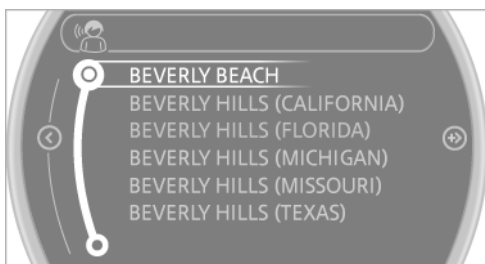 BEVERLY BEACH
BEVERLY HILLS (CALIFORNIA)
BEVERLY HILLS (FLORIDA)
BEVERLY HILLS (MICHIGAN)
BEVERLY HILLS (MISSOURI)
BEVERLY HILLS (TEXAS)